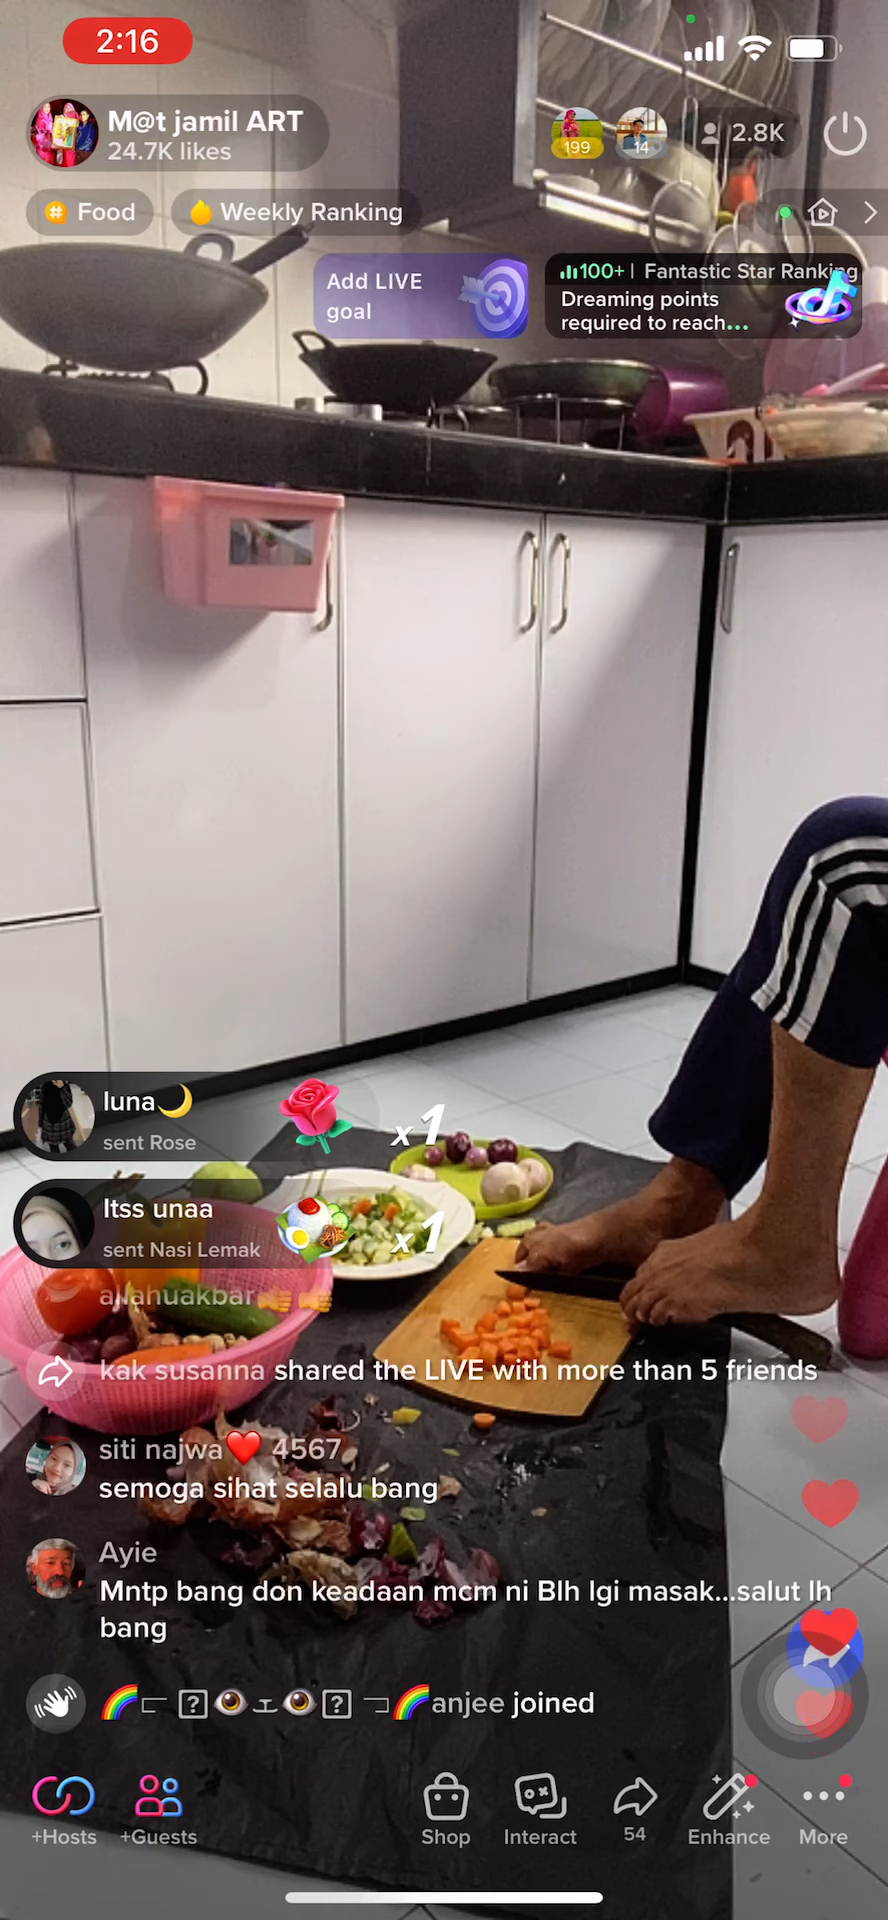 2:16
M@t jamil ART
24.7K likes
199
14
2.8K
Food
Weekly Ranking
Add LIVE
goal
100+ | Fantastic Star Ranking
Dreaming points
required to reach...
luna🌙
sent Rose
x1
Itss unaa
sent Nasi Lemak
x1
allahuakbar
kak susanna shared the LIVE with more than 5 friends
siti najwa❤️ 4567
semoga sihat selalu bang
Ayie
Mntp bang don keadaan mcm ni Blh lgi masak...salut lh
bang
anjee joined
+Hosts
+Guests
Shop
Interact
54
Enhance
More